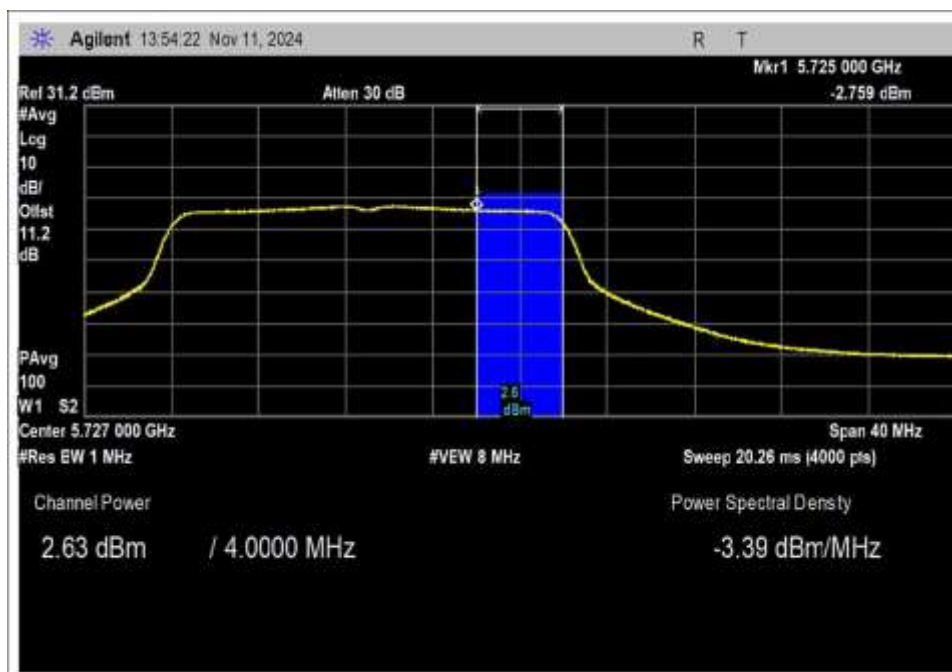 Agilent 13:54:22 Nov 11, 2024 R T
Mkr1 5.725 000 GHz
Ref 31.2 dBm Atten 30 dB -2.759 dBm
#Avg
Log
10
dB/
Offst
11.2
dB
1
PAvg
100
W1 S2
2.6
dBm
Center 5.727 000 GHz Span 40 MHz
#Res BW 1 MHz #VBW 8 MHz Sweep 20.26 ms (4000 pts)
Channel Power Power Spectral Density
2.63 dBm / 4.0000 MHz -3.39 dBm/MHz